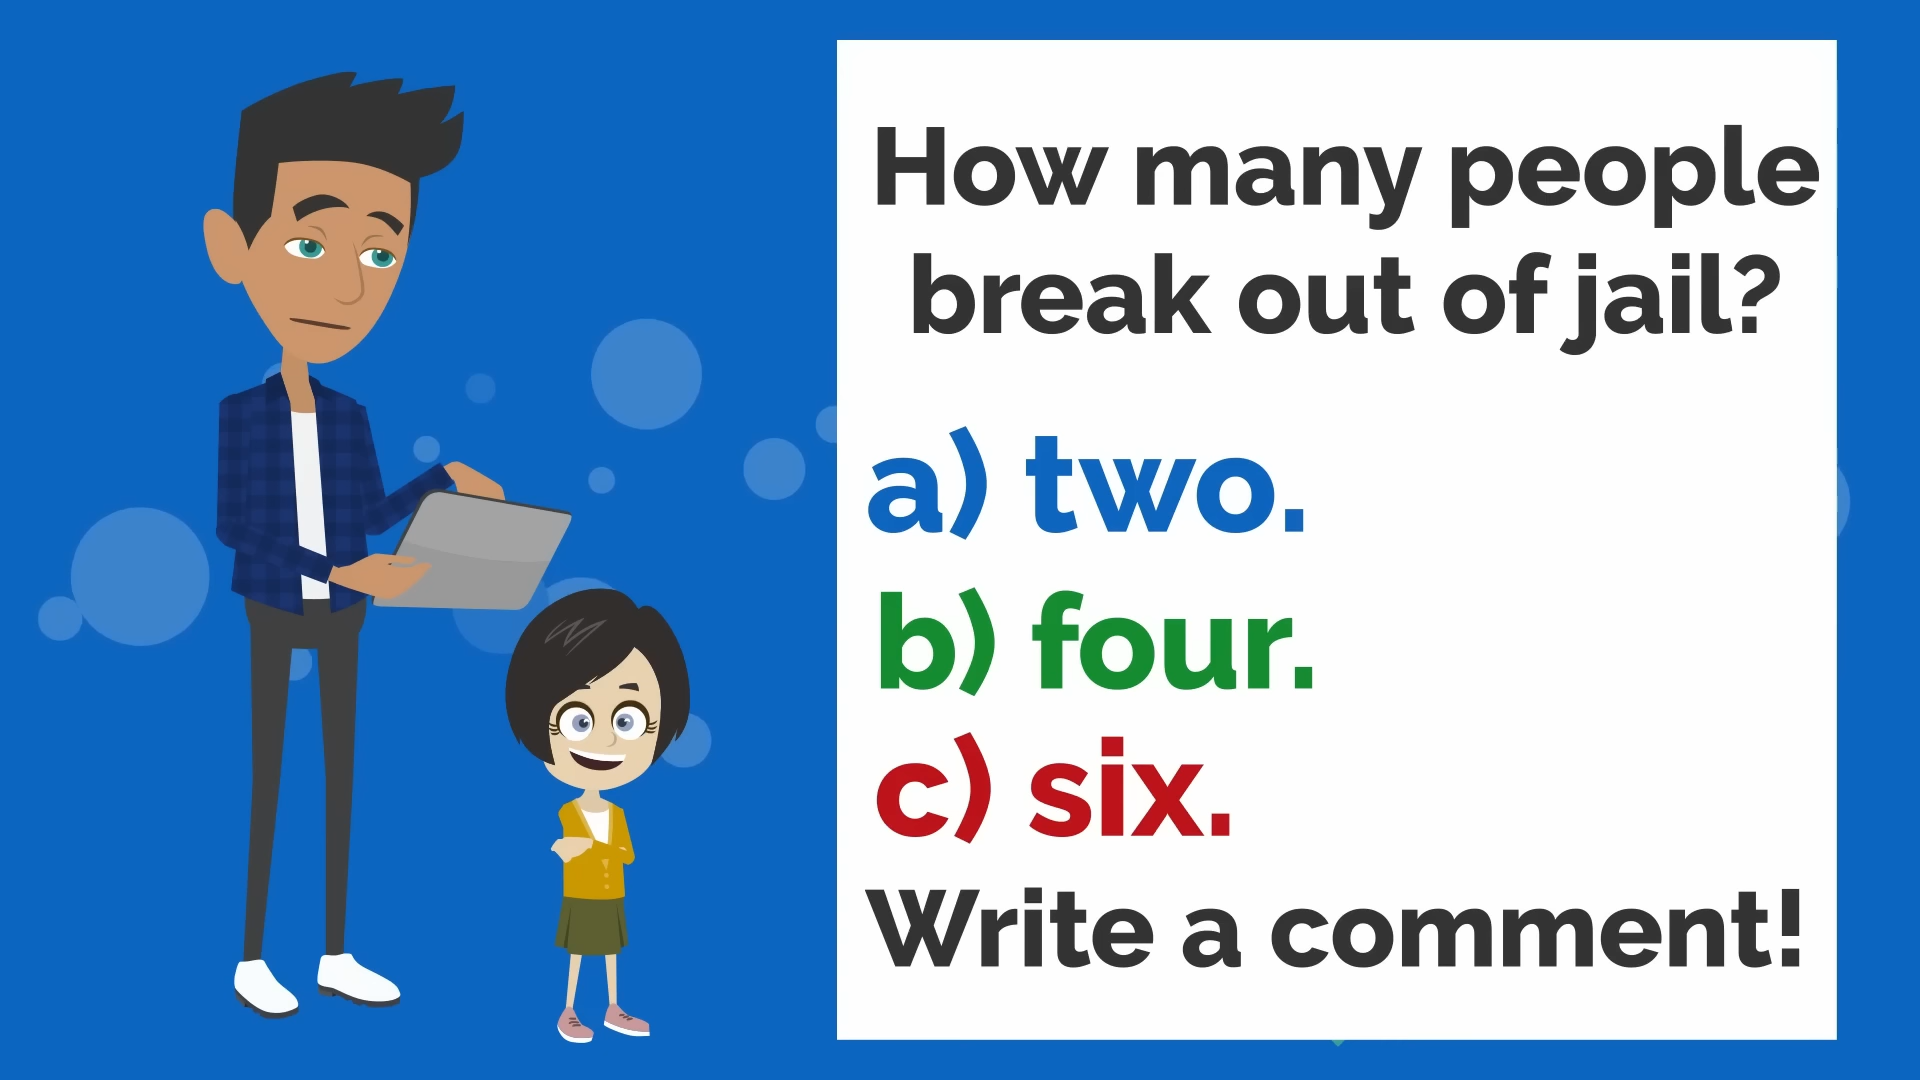 How many people
break out of jail?
a) two.
b) four.
c) six.
Write a comment!